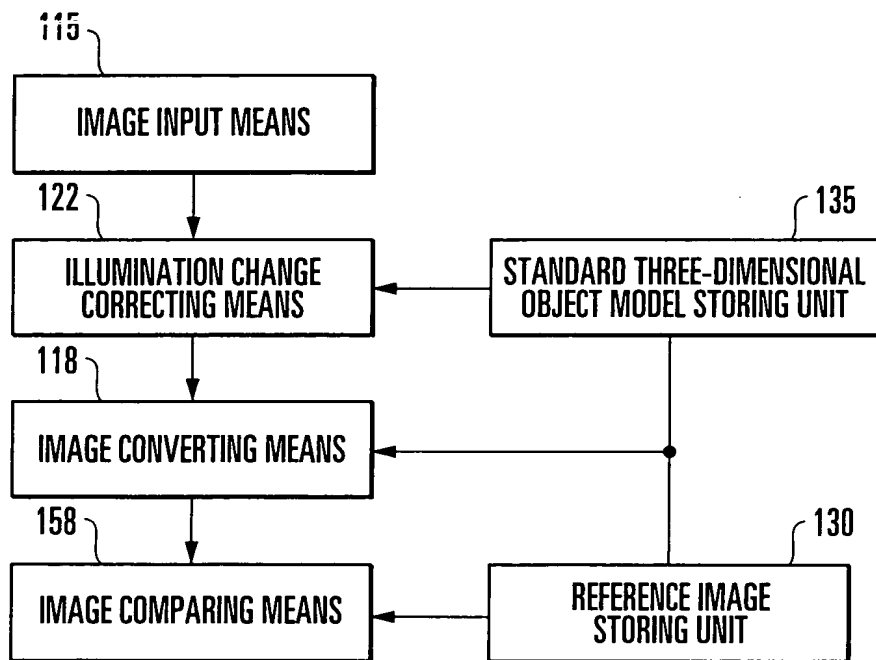 115
IMAGE INPUT MEANS
122
ILLUMINATION CHANGE
CORRECTING MEANS
135
STANDARD THREE-DIMENSIONAL
OBJECT MODEL STORING UNIT
118
IMAGE CONVERTING MEANS
158
IMAGE COMPARING MEANS
130
REFERENCE IMAGE
STORING UNIT